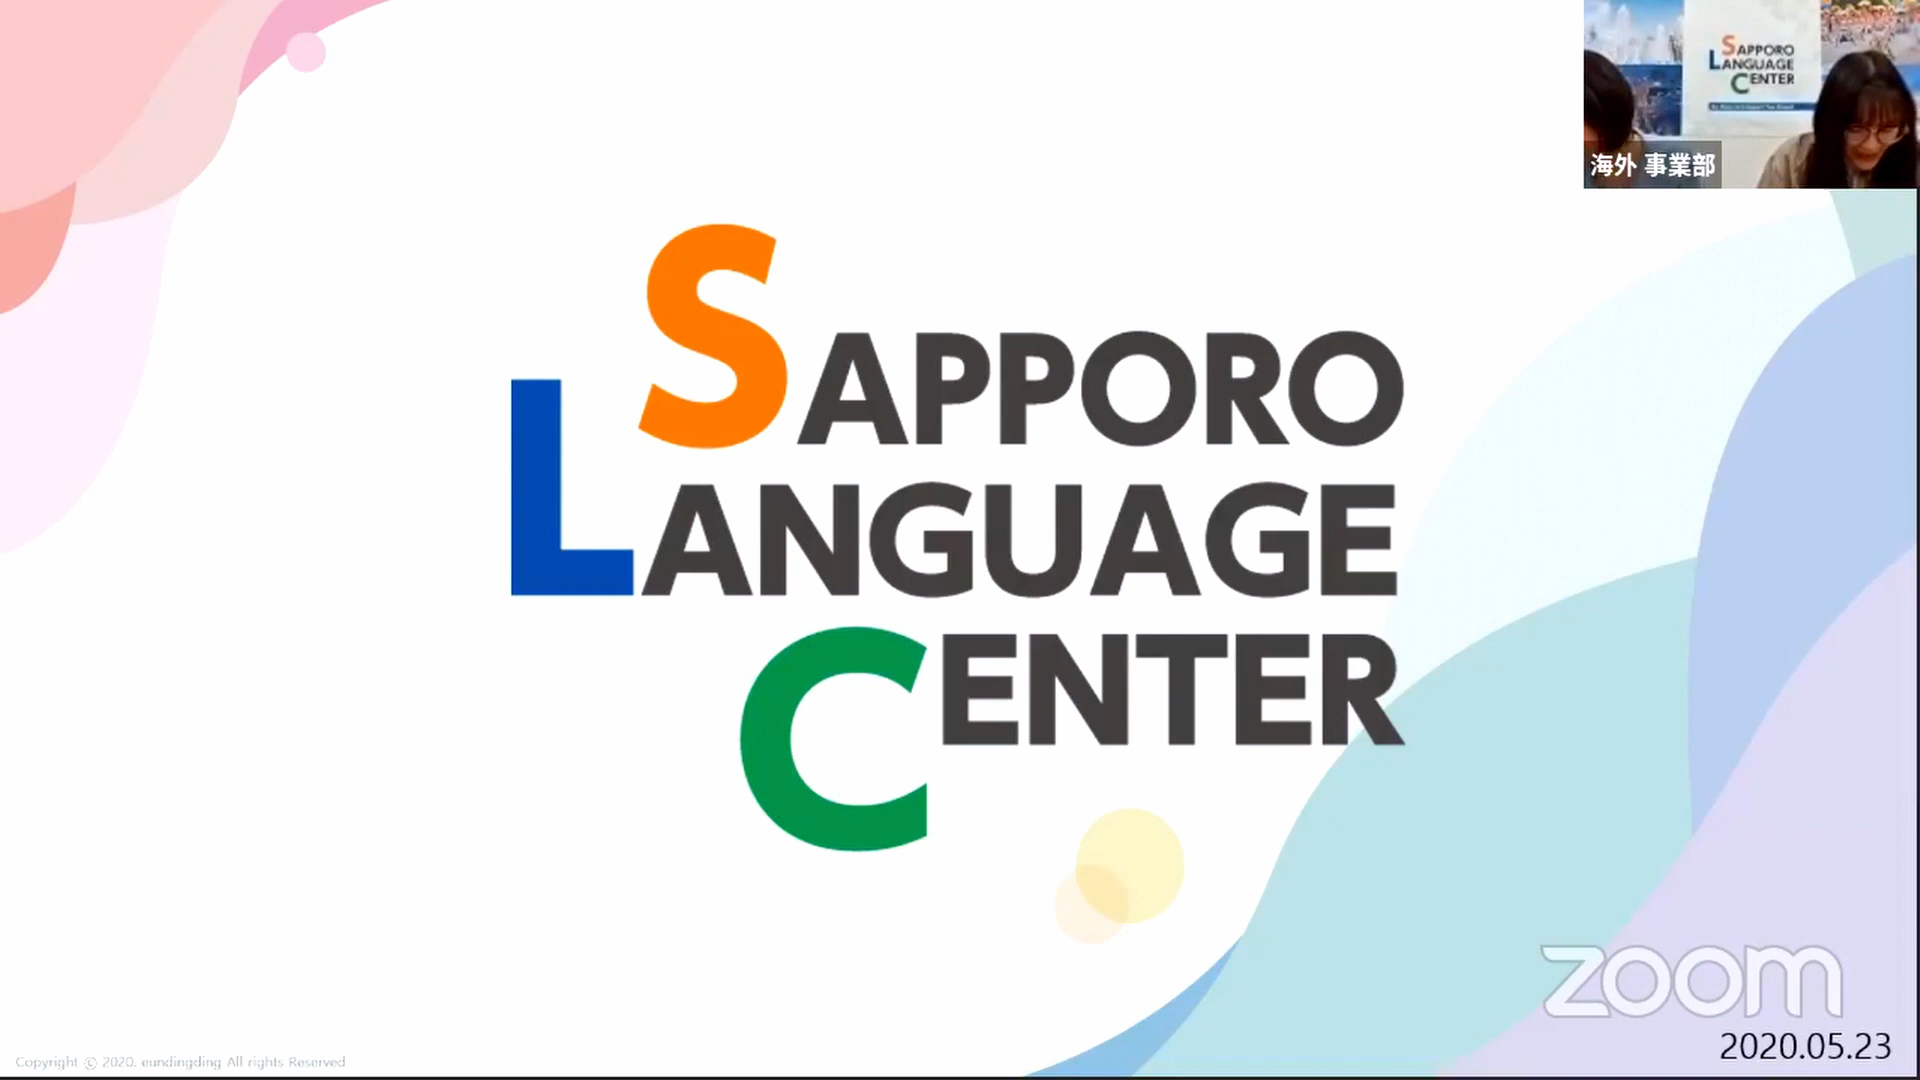 SAPPORO
LANGUAGE
CENTER
海外 事業部
SAPPORO
LANGUAGE
CENTER
zoom
2020.05.23
Copyright ⓒ 2020. eundingding All rights Reserved